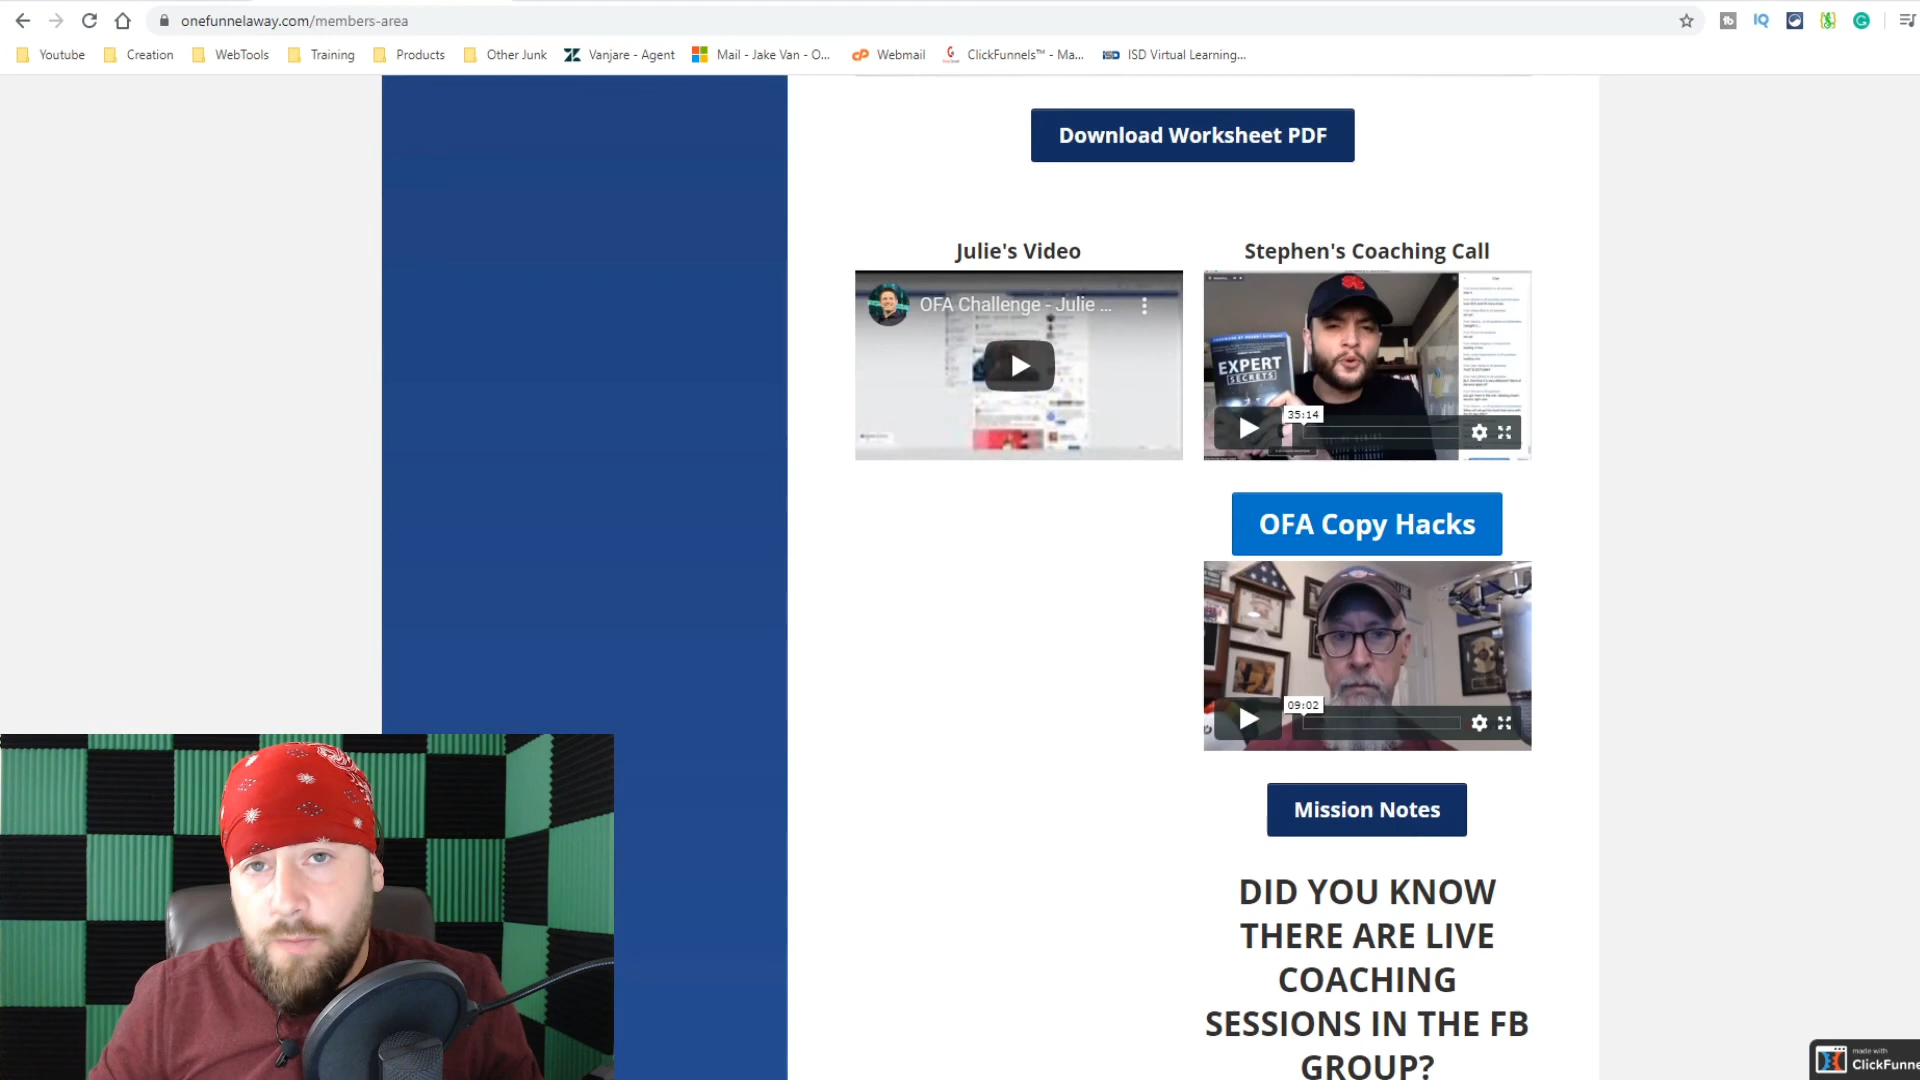 onefunnelaway.com/members-area
Youtube Creation WebTools Training Products Other Junk Vanjare - Agent Mail - Jake Van - O... Webmail ClickFunnels™ - Ma... ISD Virtual Learning...
Download Worksheet PDF
Julie's Video
Stephen's Coaching Call
OFA Challenge - Julie ...
EXPERT
SECRETS
35:14
OFA Copy Hacks
09:02
Mission Notes
DID YOU KNOW
THERE ARE LIVE
COACHING
SESSIONS IN THE FB
GROUP?
made with
ClickFunne